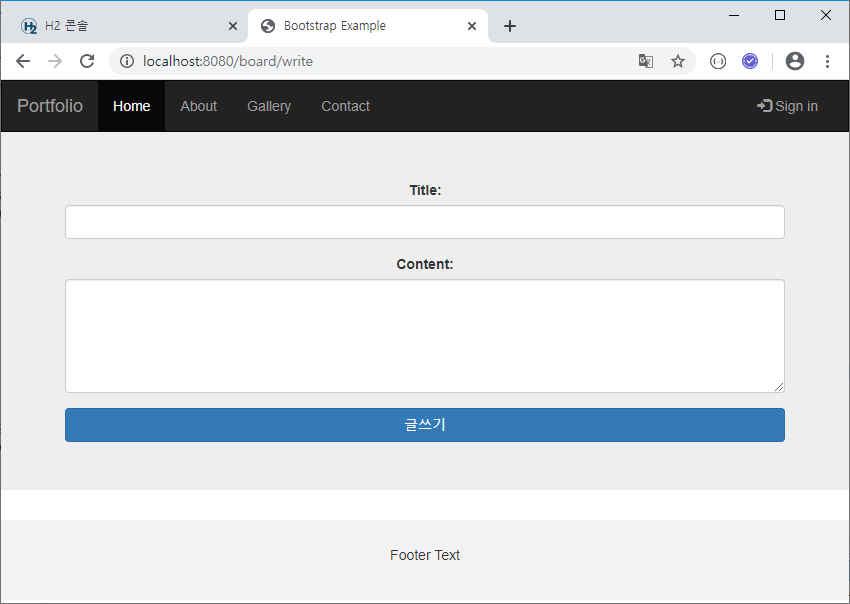 H2 콘솔
Bootstrap Example
localhost:8080/board/write
Portfolio Home About Gallery Contact Sign in
Title:
Content:
글쓰기
Footer Text